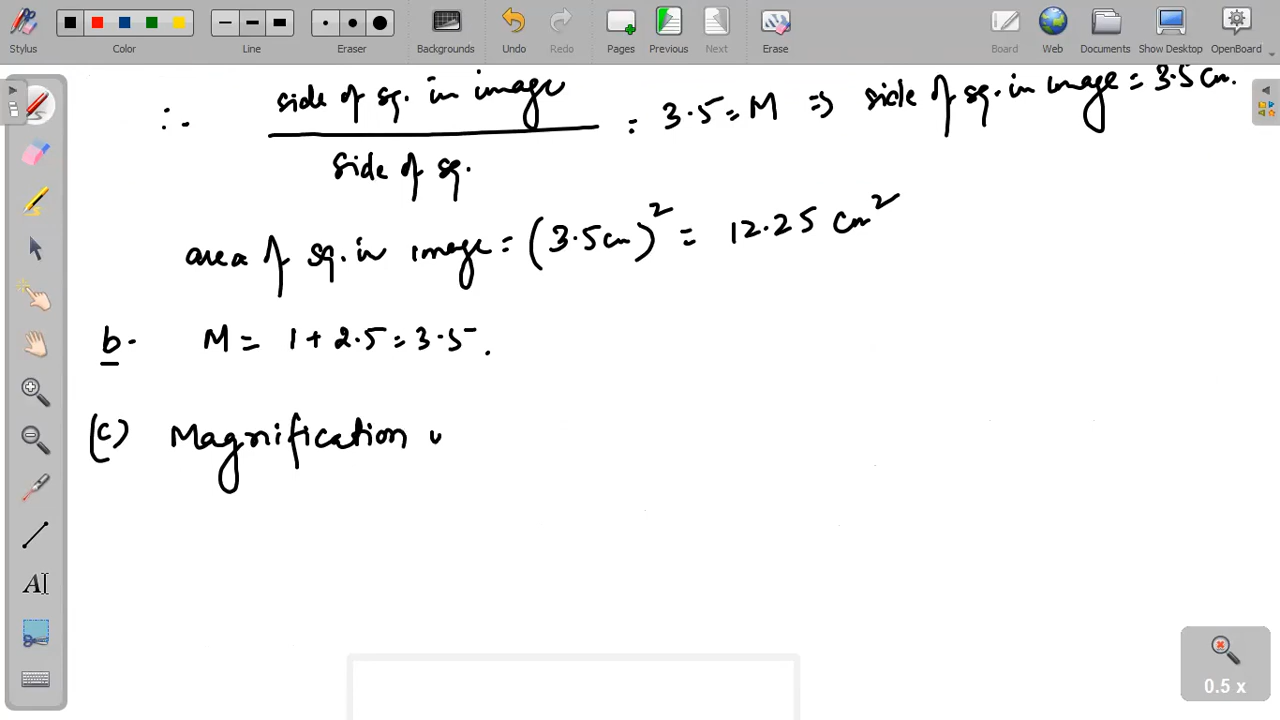 Stylus Color Line Eraser Backgrounds Undo Redo Pages Previous Next Erase Board Web Documents Show Desktop OpenBoard
∴ side of sq. in image / side of sq. = 3.5 = M ⇒ side of sq. in image = 3.5 cm.
area of sq. in image = (3.5cm)² = 12.25 cm²
b. M = 1 + 2.5 = 3.5.
(c) Magnification
0.5 x